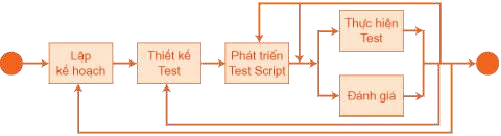 Lập
kế hoạch
Thiết kế
Test
Phát triển
Test Script
Thực hiện
Test
Đánh giá